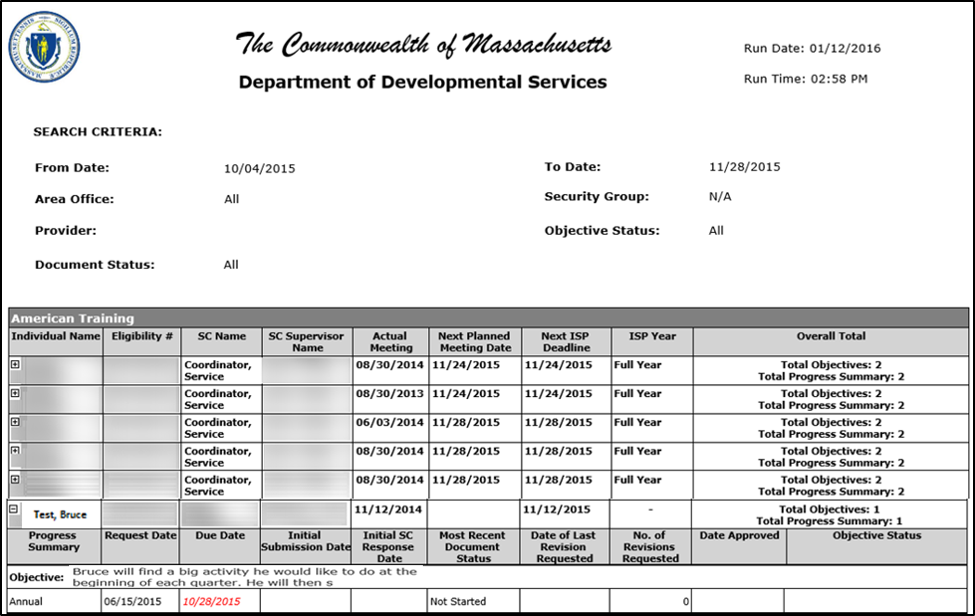 The Commonwealth of Massachusetts
Run Date: 01/12/2016
Department of Developmental Services
Run Time: 02:58 PM
SEARCH CRITERIA:
From Date: 10/04/2015 To Date: 11/28/2015
Area Office: All Security Group: N/A
Provider: Objective Status: All
Document Status: All
American Training
Individual Name Eligibility # SC Name SC Supervisor Name Actual Meeting Next Planned Meeting Date Next ISP Deadline ISP Year Overall Total
Coordinator, Service 08/30/2014 11/24/2015 11/24/2015 Full Year Total Objectives: 2
Total Progress Summary: 2
Coordinator, Service 08/30/2013 11/24/2015 11/24/2015 Full Year Total Objectives: 2
Total Progress Summary: 2
Coordinator, Service 06/03/2014 11/28/2015 11/28/2015 Full Year Total Objectives: 2
Total Progress Summary: 2
Coordinator, Service 08/30/2014 11/28/2015 11/28/2015 Full Year Total Objectives: 2
Total Progress Summary: 2
Coordinator, Service 08/30/2014 11/28/2015 11/28/2015 Full Year Total Objectives: 2
Total Progress Summary: 2
Test, Bruce 11/12/2014 11/12/2015 - Total Objectives: 1
Total Progress Summary: 1
Progress Summary Request Date Due Date Initial Submission Date Initial SC Response Date Most Recent Document Status Date of Last Revision Requested No. of Revisions Requested Date Approved Objective Status
Objective: Bruce will find a big activity he would like to do at the
beginning of each quarter. He will then s
Annual 06/15/2015 10/28/2015 Not Started 0